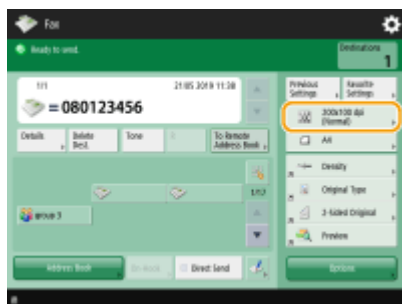 Fax
Ready to send.
Destinations
1
1/1
21/05 2019 11:38
=080123456
Details
Delete Dest.
Tone
To Remote Address Book
1/12
group 3
Address Book
On-Hook
Direct Send
Previous Settings
Favorite Settings
200x100 dpi (Normal)
A4
Density
Original Type
2-Sided Original
Preview
Options